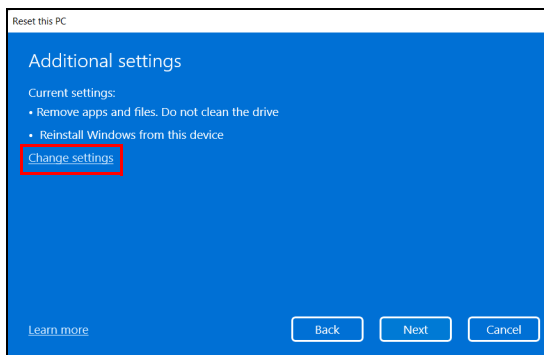 Reset this PC
Additional settings
Current settings:
• Remove apps and files. Do not clean the drive
• Reinstall Windows from this device
Change settings
Learn more
Back
Next
Cancel